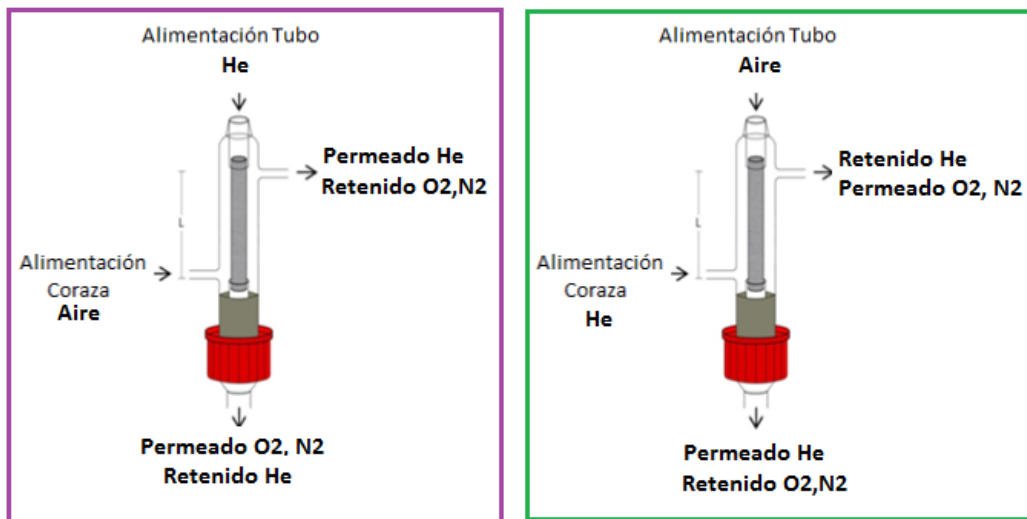 Alimentación Tubo
He
Permeado He
Retenido O2,N2
L
Alimentación
Coraza
Aire
Permeado O2, N2
Retenido He
Alimentación Tubo
Aire
Retenido He
Permeado O2, N2
L
Alimentación
Coraza
He
Permeado He
Retenido O2,N2